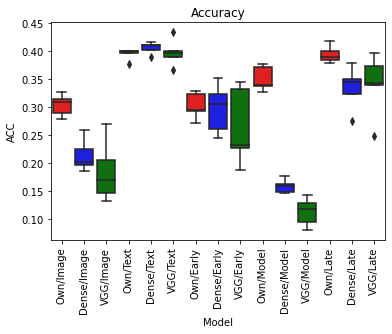 Accuracy
0.45
0.40
0.35
0.30
0.25
0.20
0.15
0.10
ACC
Own/Image
Dense/Image
VGG/Image
Own/Text
Dense/Text
VGG/Text
Own/Early
Dense/Early
VGG/Early
Own/Model
Dense/Model
VGG/Model
Own/Late
Dense/Late
VGG/Late
Model